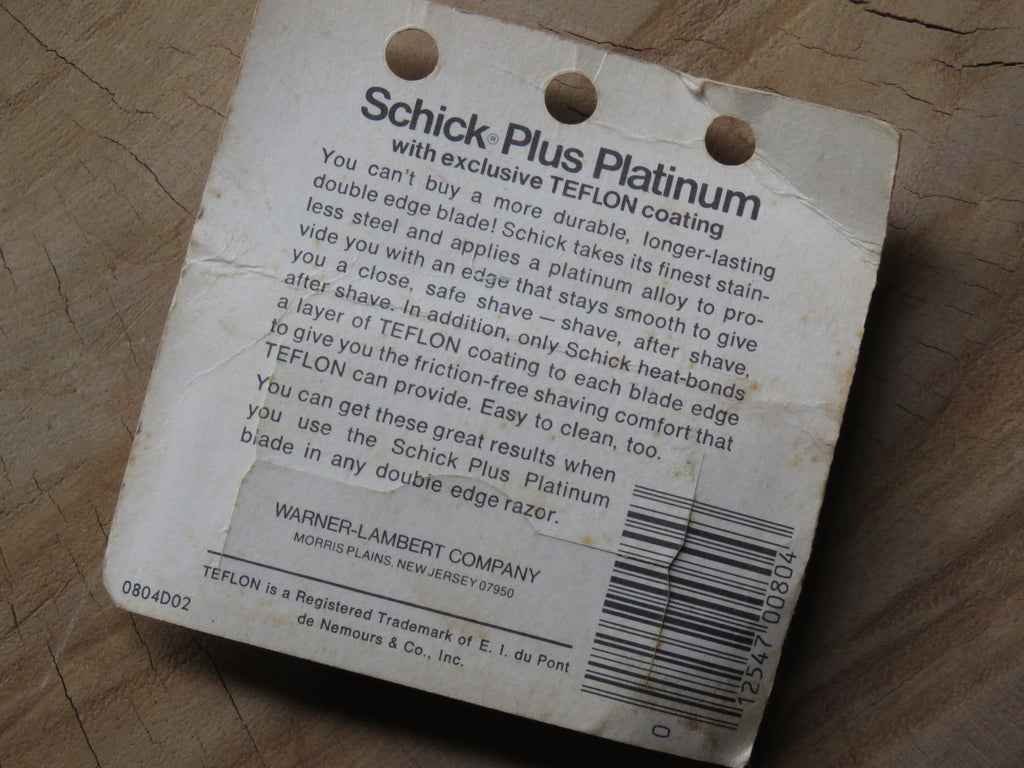 Schick® Plus Platinum
with exclusive TEFLON coating
You can't buy a more durable, longer-lasting
double edge blade! Schick takes its finest stain-
less steel and applies a platinum alloy to pro-
vide you with an edge that stays smooth to give
you a close, safe shave — shave, after shave,
after shave. In addition, only Schick heat-bonds
a layer of TEFLON coating to each blade edge
to give you the friction-free shaving comfort that
TEFLON can provide. Easy to clean, too.
You can get these great results when
you use the Schick Plus Platinum
blade in any double edge razor.
WARNER-LAMBERT COMPANY
MORRIS PLAINS, NEW JERSEY 07950
TEFLON is a Registered Trademark of E. I. du Pont
de Nemours & Co., Inc.
0804D02
0 12547 00804